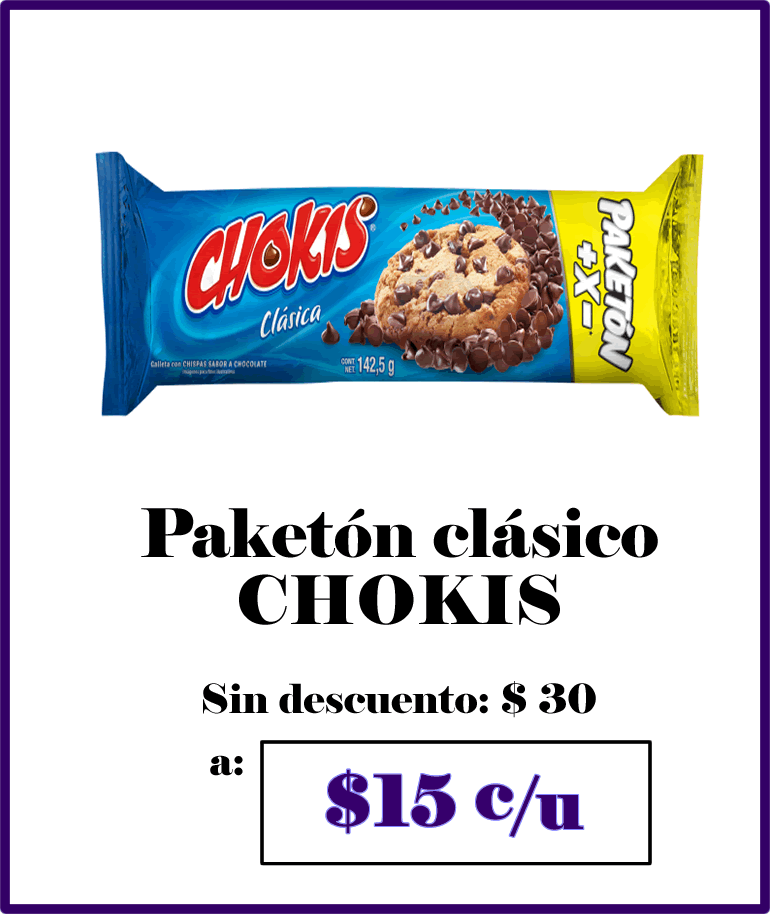 CHOKIS
Clásica
Galleta con CHISPAS SABOR A CHOCOLATE
CONT
NET 142,5 g
PAKETÓN
+X-
Paketón clásico
CHOKIS
Sin descuento: $ 30
a:
$15 c/u